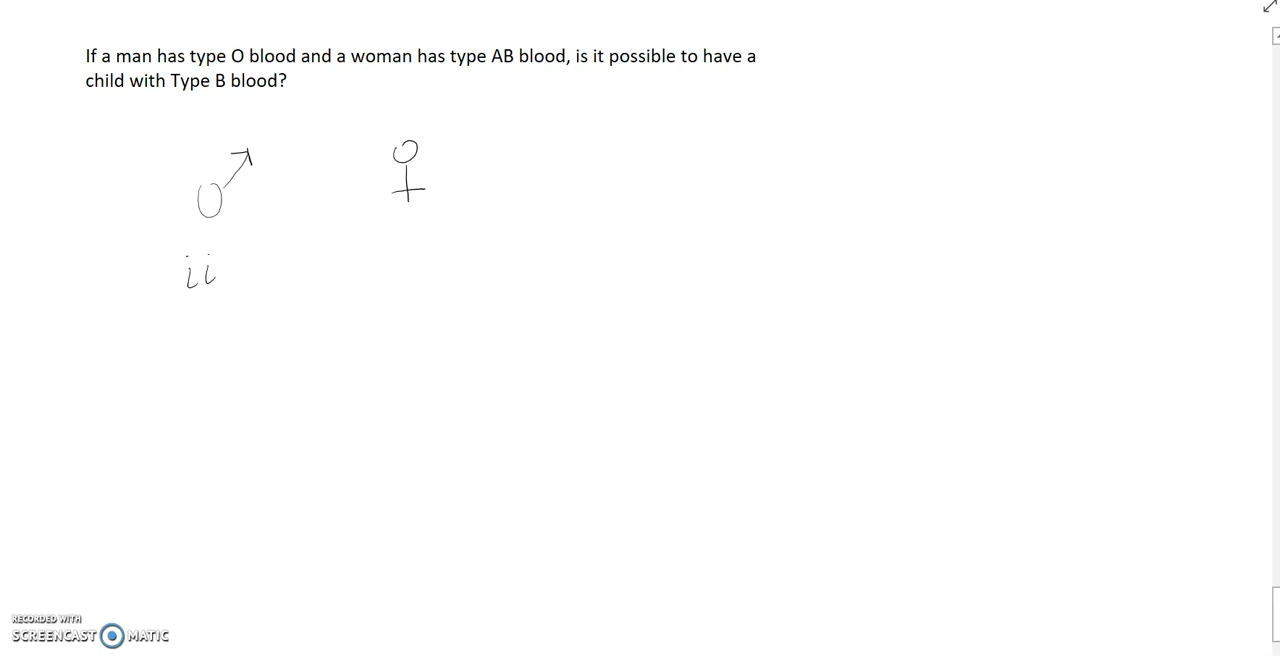 If a man has type O blood and a woman has type AB blood, is it possible to have a
child with Type B blood?
ii
RECORDED WITH
SCREENCAST MATIC